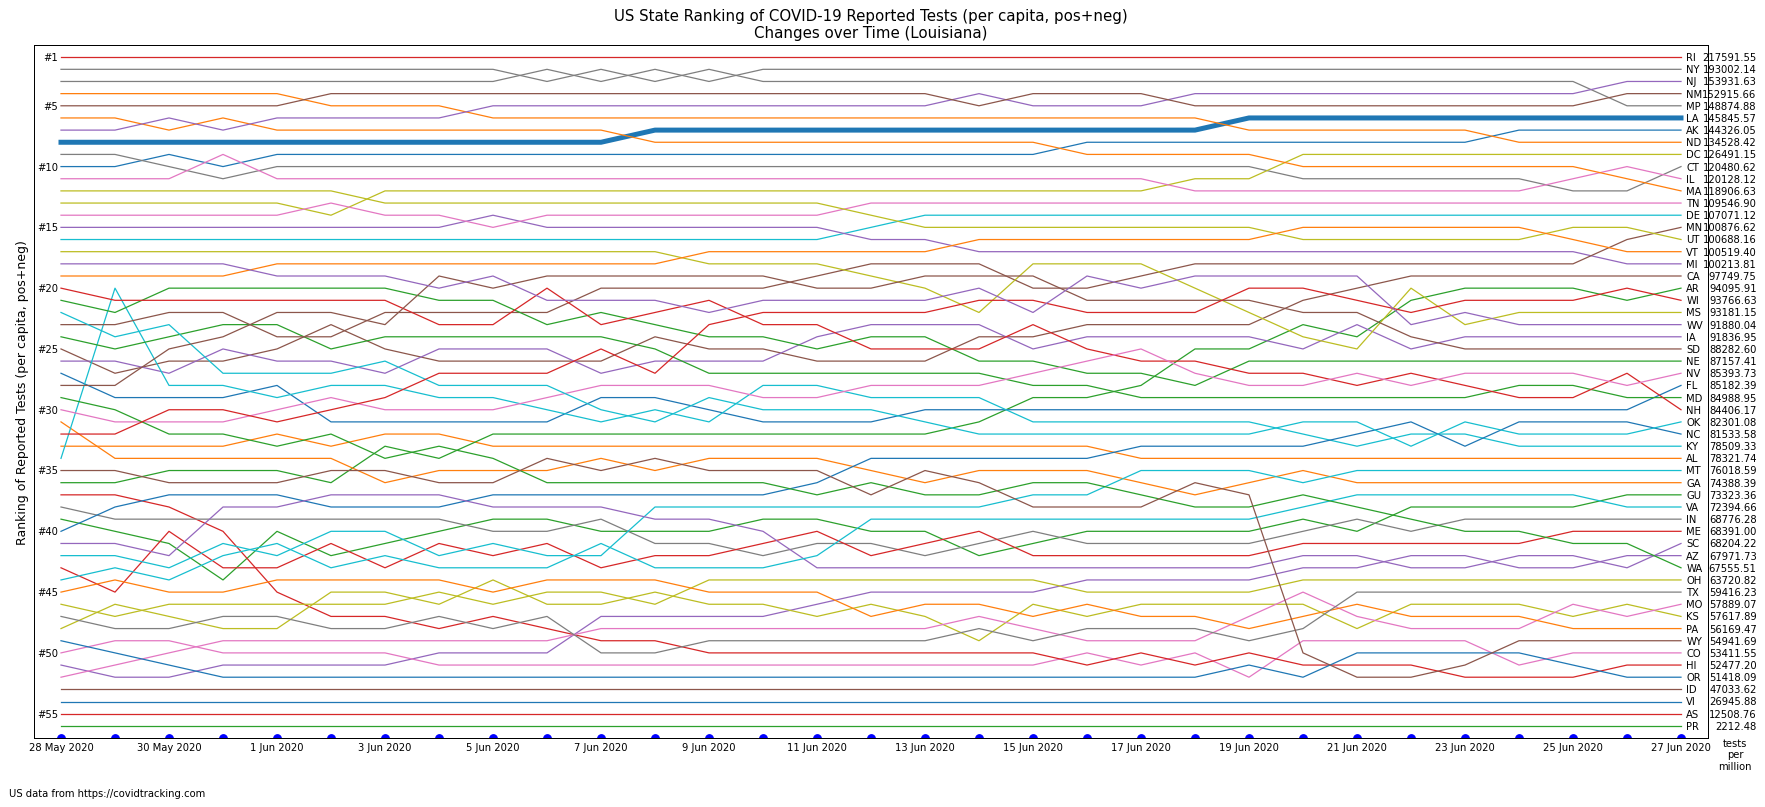 US State Ranking of COVID-19 Reported Tests (per capita, pos+neg)
Changes over Time (Louisiana)
Ranking of Reported Tests (per capita, pos+neg)
#1
#5
#10
#15
#20
#25
#30
#35
#40
#45
#50
#55
RI 217591.55
NY 193002.14
NJ 153931.63
NM 152915.66
MP 148874.88
LA 145845.57
AK 144326.05
ND 134528.42
DC 126491.15
CT 120480.62
IL 120128.12
MA 118906.63
TN 109546.90
DE 107071.12
MN 100876.62
UT 100688.16
VT 100519.40
MI 100213.81
CA 97749.75
AR 94095.91
WI 93766.63
MS 93181.15
WV 91880.04
IA 91836.95
SD 88282.60
NE 87157.41
NV 85393.73
FL 85182.39
MD 84988.95
NH 84406.17
OK 82301.08
NC 81533.58
KY 78509.33
AL 78321.74
MT 76018.59
GA 74388.39
GU 73323.36
VA 72394.66
IN 68776.28
ME 68391.00
SC 68204.22
AZ 67971.73
WA 67555.51
OH 63720.82
TX 59416.23
MO 57889.07
KS 57617.89
PA 56169.47
WY 54941.69
CO 53411.55
HI 52477.20
OR 51418.09
ID 47033.62
VI 26945.88
AS 12508.76
PR 2212.48
28 May 2020 30 May 2020 1 Jun 2020 3 Jun 2020 5 Jun 2020 7 Jun 2020 9 Jun 2020 11 Jun 2020 13 Jun 2020 15 Jun 2020 17 Jun 2020 19 Jun 2020 21 Jun 2020 23 Jun 2020 25 Jun 2020 27 Jun 2020
tests
per
million
US data from https://covidtracking.com